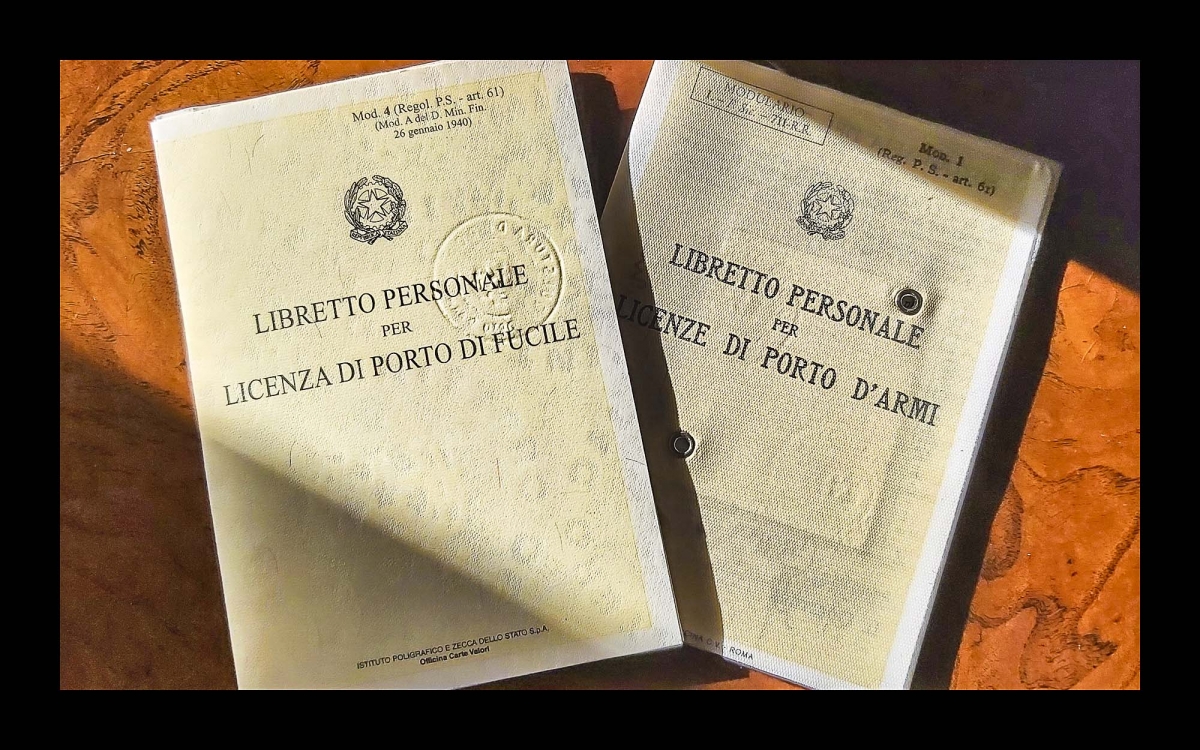 Mod. 4 (Regol. P.S. - art. 61)
(Mod. A del D. Min. Fin.
26 gennaio 1940)
LIBRETTO PERSONALE
PER
LICENZA DI PORTO DI FUCILE
ISTITUTO POLIGRAFICO E ZECCA DELLO STATO S.p.A.
Officina Carte Valori
MODULARIO
Mod. 1
(Reg. P. S. - art. 61)
LIBRETTO PERSONALE
PER
LICENZE DI PORTO D'ARMI
C.V. - ROMA